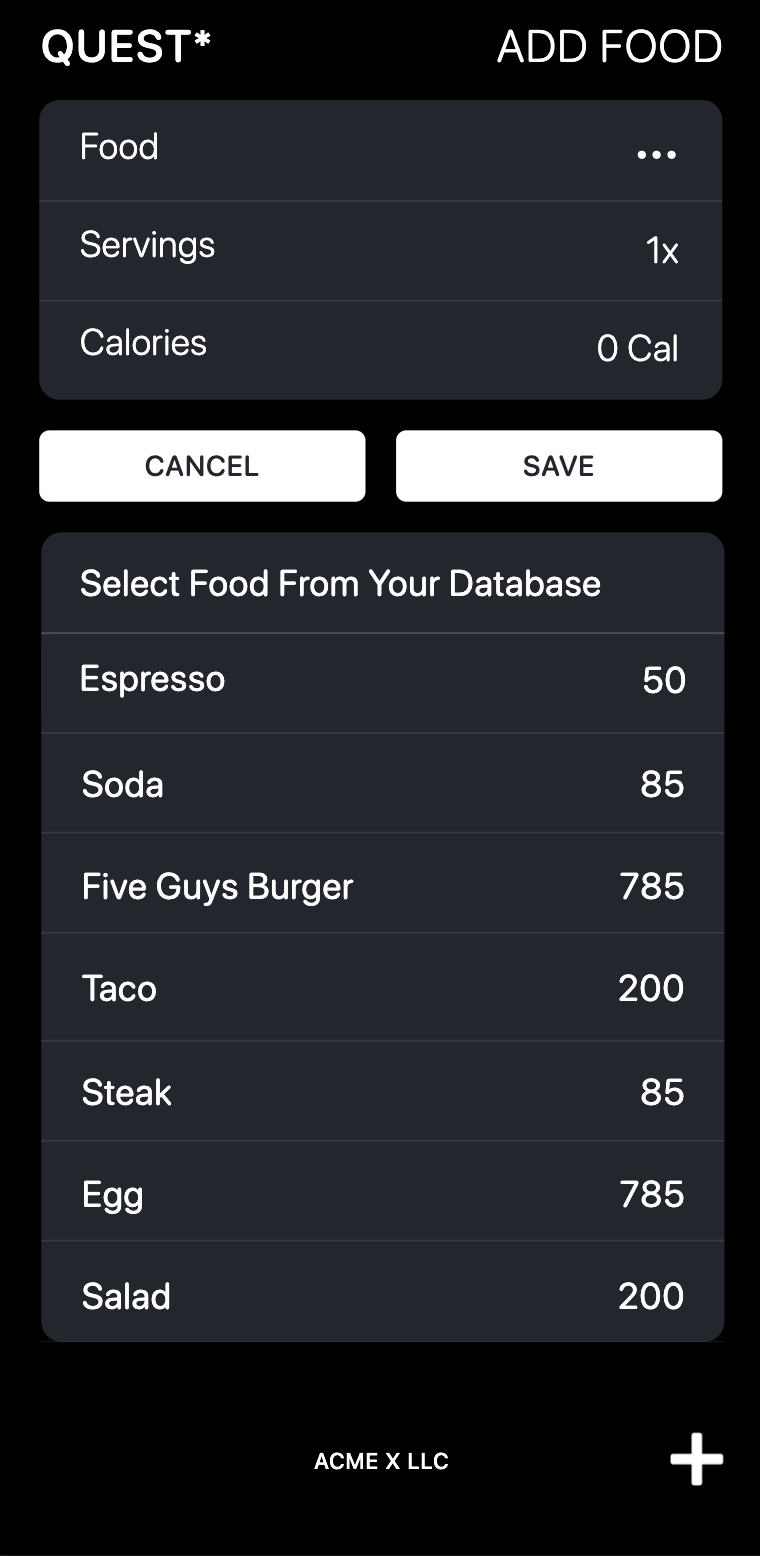 QUEST* ADD FOOD
Food ...
Servings 1x
Calories 0 Cal
CANCEL SAVE
Select Food From Your Database
Espresso 50
Soda 85
Five Guys Burger 785
Taco 200
Steak 85
Egg 785
Salad 200
ACME X LLC